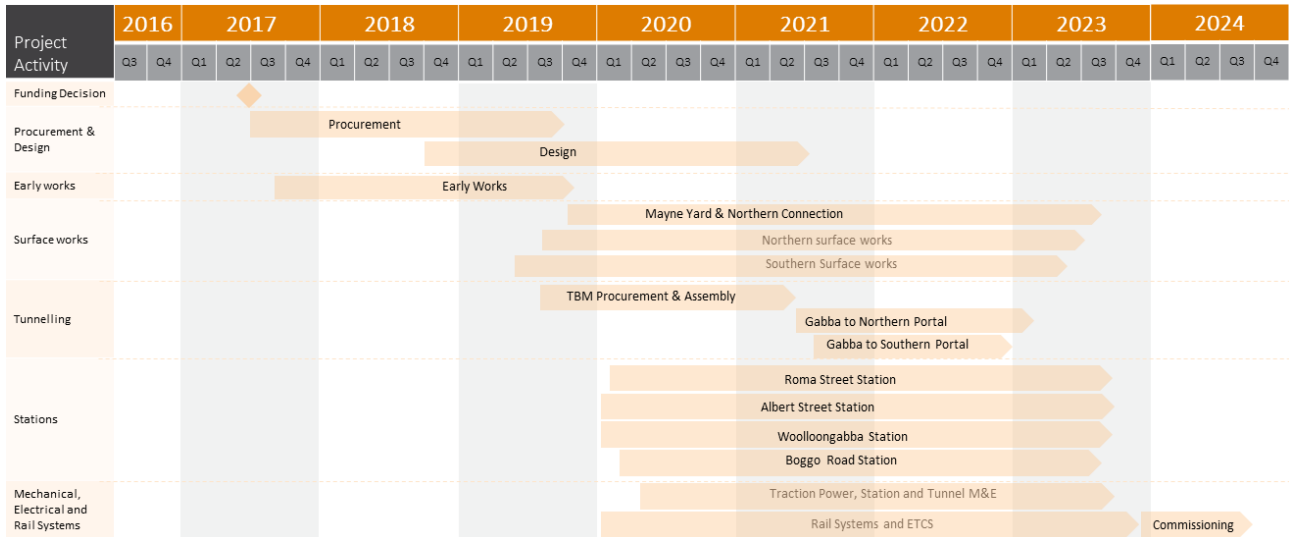 2016 2017 2018 2019 2020 2021 2022 2023 2024
Project
Activity
Q3 Q4 Q1 Q2 Q3 Q4 Q1 Q2 Q3 Q4 Q1 Q2 Q3 Q4 Q1 Q2 Q3 Q4 Q1 Q2 Q3 Q4 Q1 Q2 Q3 Q4 Q1 Q2 Q3 Q4 Q1 Q2 Q3 Q4
Funding Decision
Procurement &
Design
Procurement
Design
Early works
Early Works
Surface works
Mayne Yard & Northern Connection
Northern surface works
Southern Surface works
Tunnelling
TBM Procurement & Assembly
Gabba to Northern Portal
Gabba to Southern Portal
Stations
Roma Street Station
Albert Street Station
Woolloongabba Station
Boggo Road Station
Mechanical,
Electrical and
Rail Systems
Traction Power, Station and Tunnel M&E
Rail Systems and ETCS
Commissioning